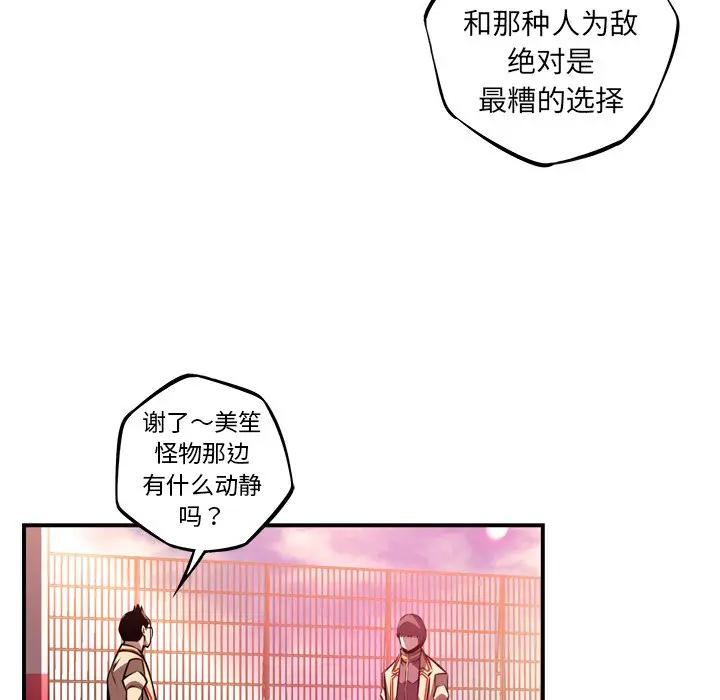 和那种人为敌
绝对是
最糟的选择
谢了～美笙
怪物那边
有什么动静
吗？